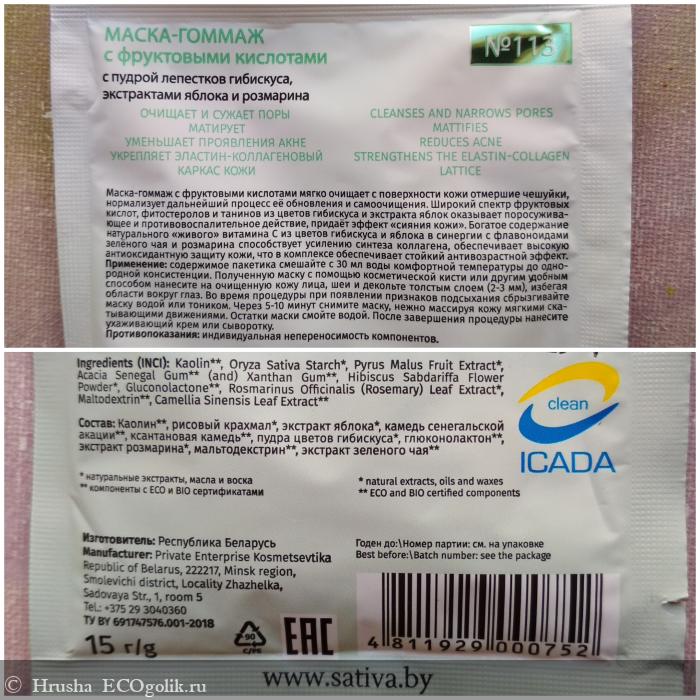 МАСКА-ГОММАЖ
с фруктовыми кислотами
№113
с пудрой лепестков гибискуса,
экстрактами яблока и розмарина
ОЧИЩАЕТ И СУЖАЕТ ПОРЫ
МАТИРУЕТ
УМЕНЬШАЕТ ПРОЯВЛЕНИЯ АКНЕ
УКРЕПЛЯЕТ ЭЛАСТИН-КОЛЛАГЕНОВЫЙ
КАРКАС КОЖИ
CLEANSES AND NARROWS PORES
MATTIFIES
REDUCES ACNE
STRENGTHENS THE ELASTIN-COLLAGEN
LATTICE
Маска-гоммаж с фруктовыми кислотами мягко очищает с поверхности кожи отмершие чешуйки,
нормализует дальнейший процесс её обновления и самоочищения. Широкий спектр фруктовых
кислот, фитостеролов и танинов из цветов гибискуса и экстракта яблок оказывает поросуживаю-
ющее и противовоспалительное действие, придаёт эффект «сияния кожи». Богатое содержание
натурального «живого» витамина С из цветов гибискуса и яблока в синергии с флавоноидами
зелёного чая и розмарина способствует усилению синтеза коллагена, обеспечивает высокую
антиоксидантную защиту кожи, что в комплексе обеспечивает стойкий антивозрастной эффект.
Применение: содержимое пакетика смешайте с 30 мл воды комфортной температуры до одно-
родной консистенции. Полученную маску с помощью косметической кисти или другим удобным
способом нанесите на очищенную кожу лица, шеи и декольте толстым слоем (2-3 мм), избегая
области вокруг глаз. Во время процедуры при появлении признаков подсыхания сбрызгивайте
маску водой или тоником. Через 5-10 минут снимите маску, нежно массируя кожу мягкими ска-
тывающими движениями. Остатки маски смойте водой. После завершения процедуры нанесите
ухаживающий крем или сыворотку.
Противопоказания: индивидуальная непереносимость компонентов.
Ingredients (INCI): Kaolin**, Oryza Sativa Starch*, Pyrus Malus Fruit Extract*,
Acacia Senegal Gum** (and) Xanthan Gum**, Hibiscus Sabdariffa Flower
Powder*, Gluconolactone**, Rosmarinus Officinalis (Rosemary) Leaf Extract*,
Maltodextrin**, Camellia Sinensis Leaf Extract**
Состав: Каолин**, рисовый крахмал*, экстракт яблока*, камедь сенегальской
акации**, ксантановая камедь**, пудра цветов гибискуса*, глюконолактон**,
экстракт розмарина*, мальтодекстрин**, экстракт зеленого чая**
clean
ICADA
* натуральные экстракты, масла и воска
** компоненты с ECO и BIO сертификатами
* natural extracts, oils and waxes
** ECO and BIO certified components
Изготовитель: Республика Беларусь
Manufacturer: Private Enterprise Kosmetsevtika
Republic of Belarus, 222217, Minsk region,
Smolevichi district, Locality Zhazhelka,
Sadovaya Str., 1, room 5
Tel.: +375 29 3040360
ТУ BY 691747576.001-2018
15 г/g
90
C/PE
EAC
Годен до:\Номер партии: см. на упаковке
Best before:\Batch number: see the package
4 811929 000752
www.sativa.by
© Hrusha ECOgolik.ru